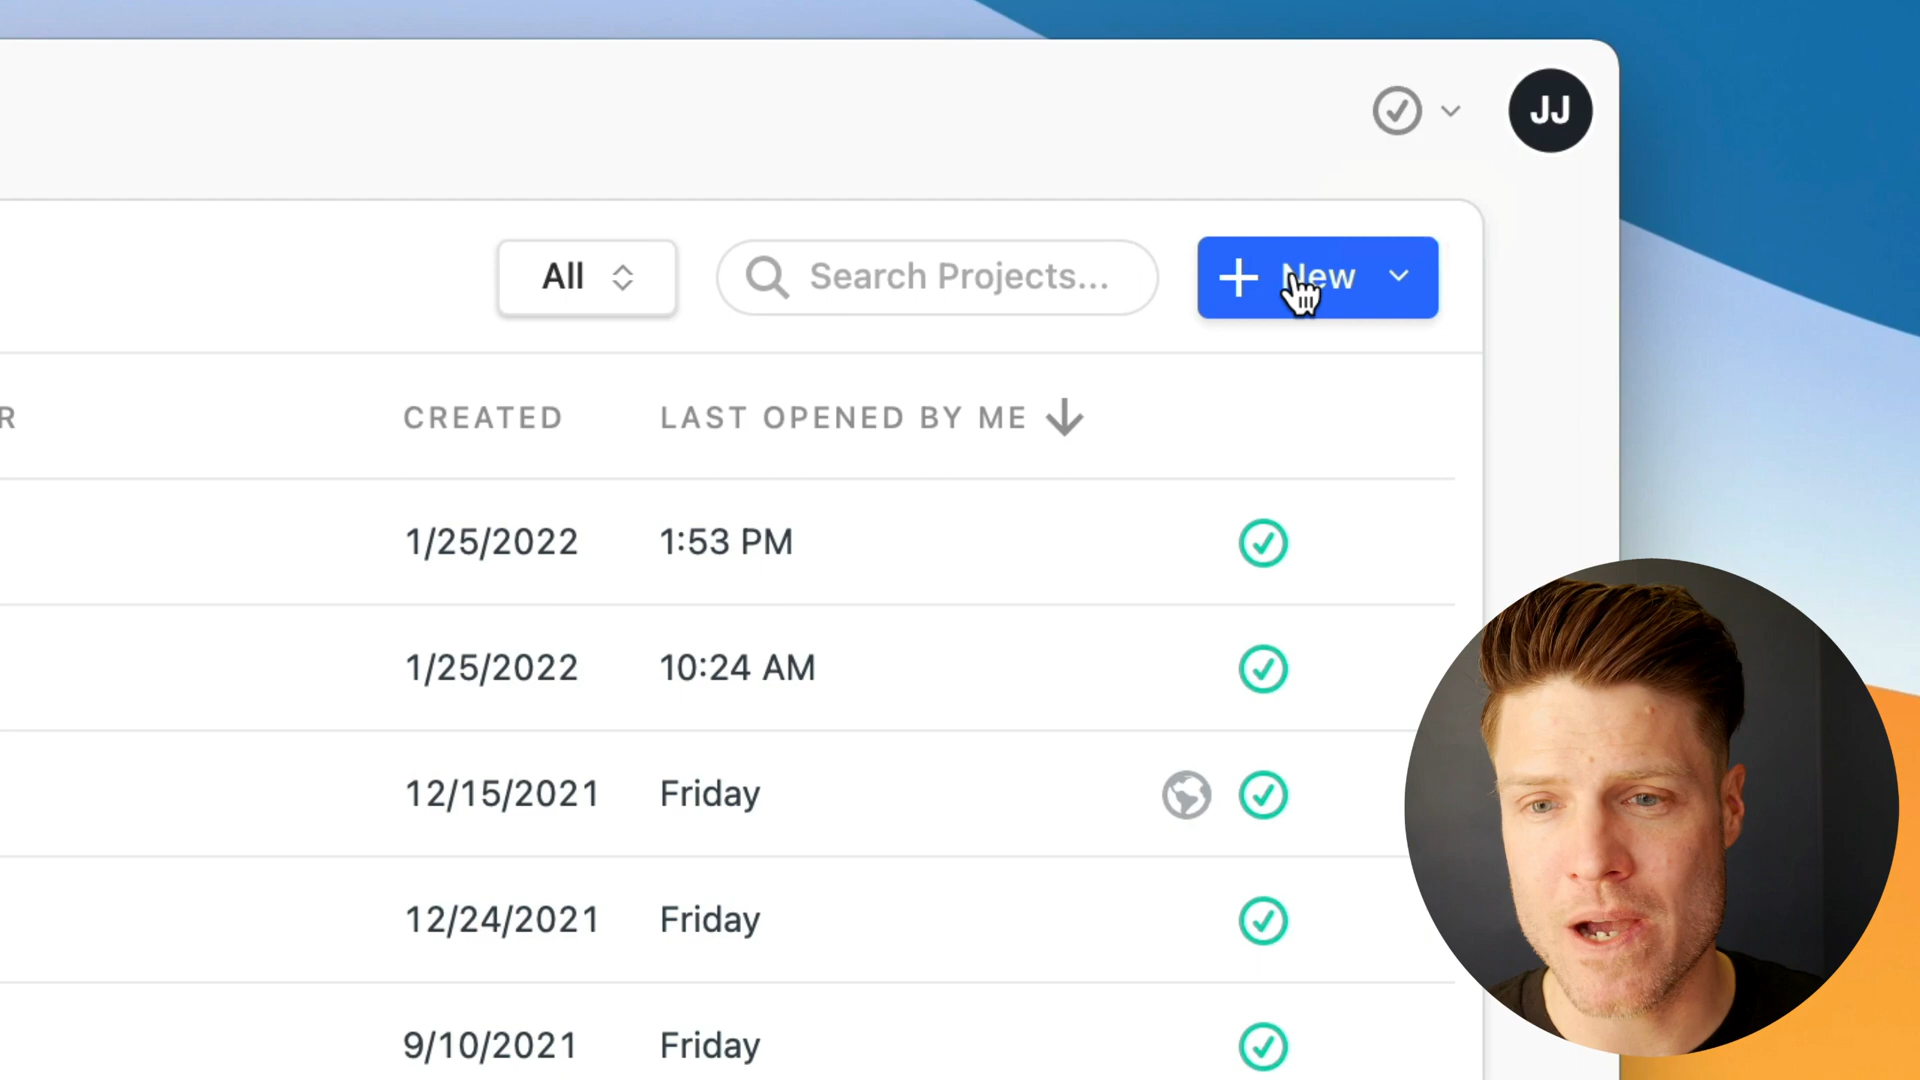 JJ
All
Search Projects...
New
R CREATED LAST OPENED BY ME
1/25/2022 1:53 PM
1/25/2022 10:24 AM
12/15/2021 Friday
12/24/2021 Friday
9/10/2021 Friday